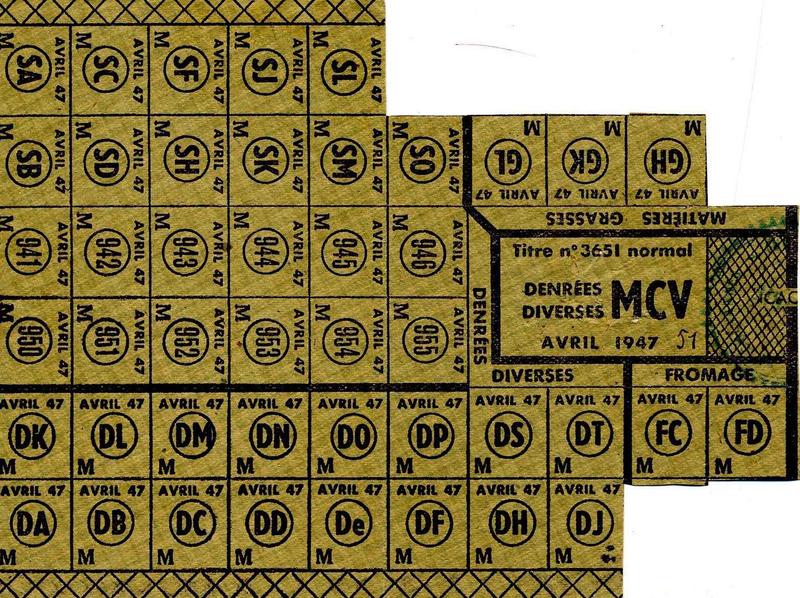 AVRIL 47 M SA
AVRIL 47 M SC
AVRIL 47 M SF
AVRIL 47 M SJ
AVRIL 47 M SL
AVRIL 47 M SB
AVRIL 47 M SD
AVRIL 47 M SH
AVRIL 47 M SK
AVRIL 47 M SM
AVRIL 47 M SO
AVRIL 47 M GL
AVRIL 47 M GK
AVRIL 47 M GH
MATIÈRES GRASSES
AVRIL 47 M 941
AVRIL 47 M 942
AVRIL 47 M 943
AVRIL 47 M 944
AVRIL 47 M 945
AVRIL 47 M 946
Titre n° 3651 normal
DENRÉES
DIVERSES
MCV
AVRIL 1947 51
AVRIL 47 M 950
AVRIL 47 M 951
AVRIL 47 M 952
AVRIL 47 M 953
AVRIL 47 M 954
AVRIL 47 M 955
DENRÉES
DIVERSES
FROMAGE
AVRIL 47 DK M
AVRIL 47 DL M
AVRIL 47 DM M
AVRIL 47 DN M
AVRIL 47 DO M
AVRIL 47 DP M
AVRIL 47 DS M
AVRIL 47 DT M
AVRIL 47 FC M
AVRIL 47 FD M
AVRIL 47 DA M
AVRIL 47 DB M
AVRIL 47 DC M
AVRIL 47 DD M
AVRIL 47 De M
AVRIL 47 DF M
AVRIL 47 DH M
AVRIL 47 DJ M